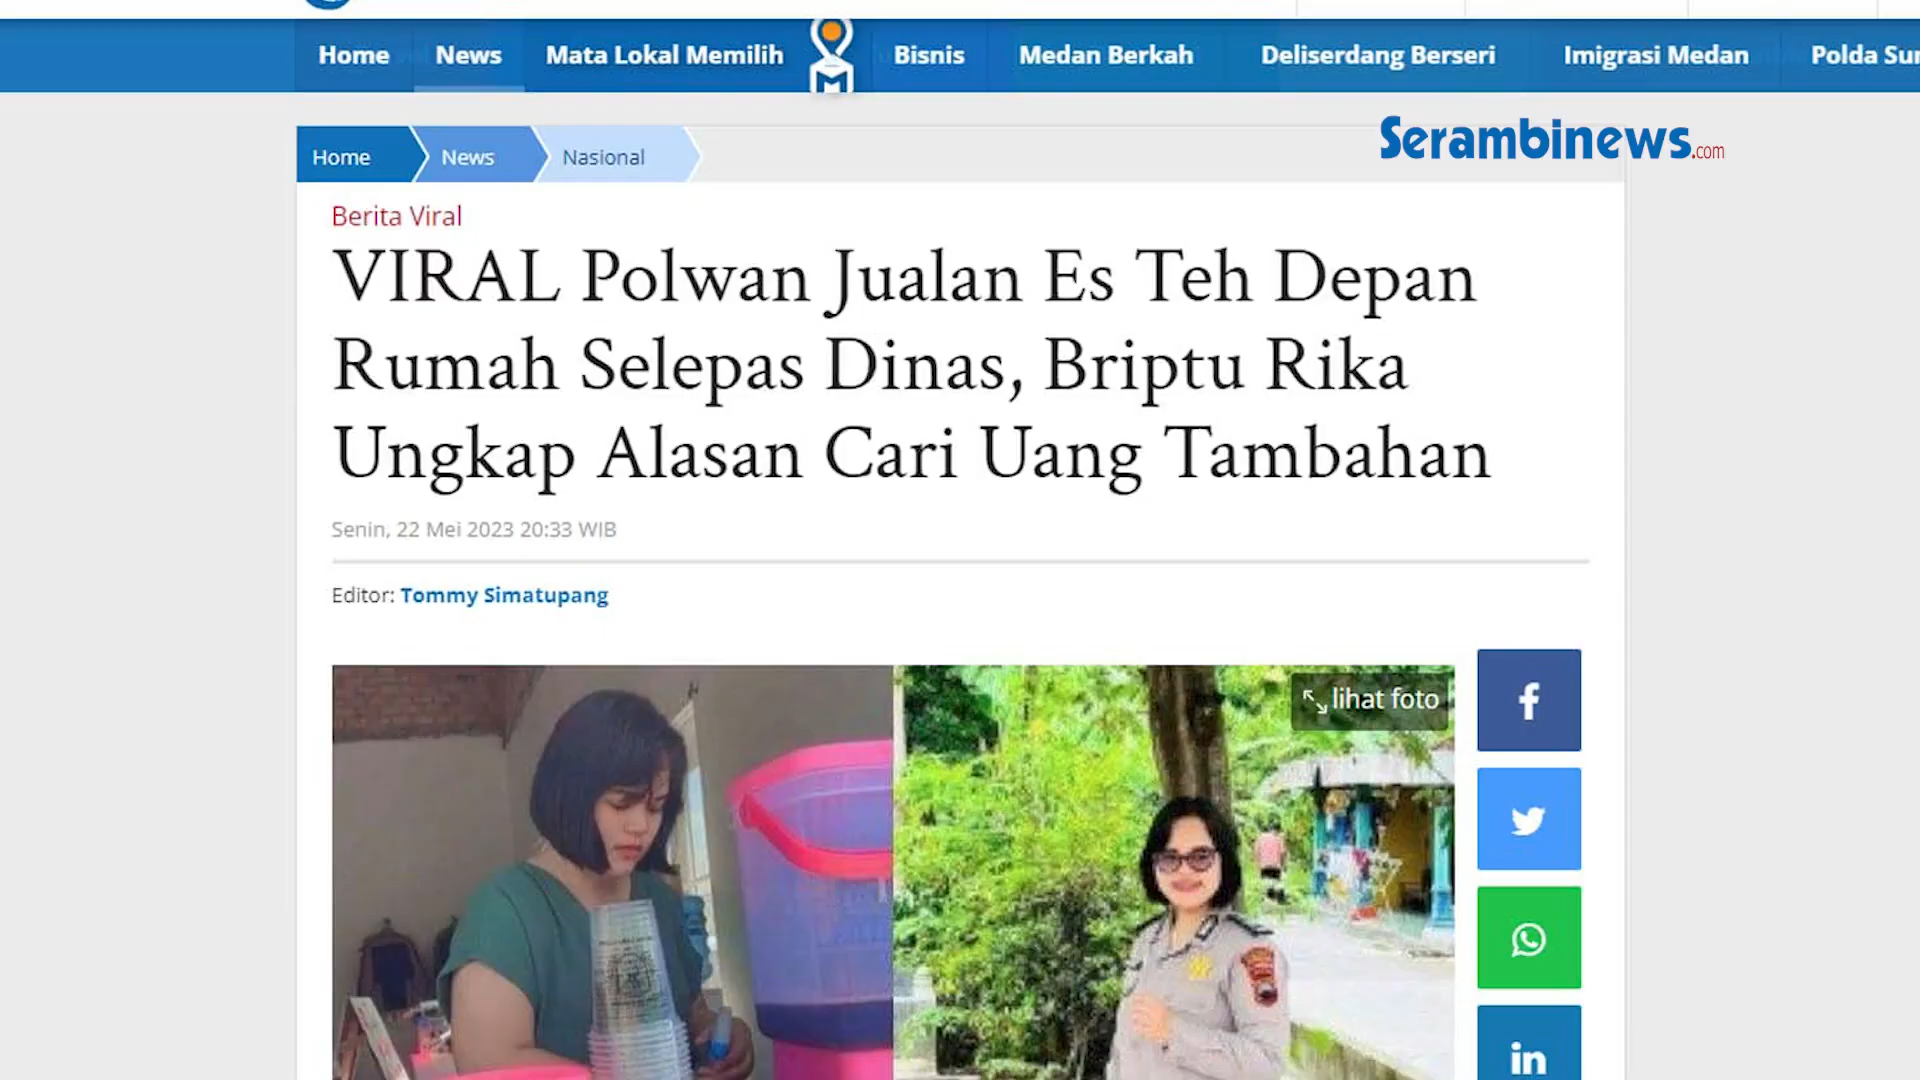 Home News Mata Lokal Memilih Bisnis Medan Berkah Deliserdang Berseri Imigrasi Medan Polda Sur
Serambinews.com
Home News Nasional
Berita Viral
VIRAL Polwan Jualan Es Teh Depan
Rumah Selepas Dinas, Briptu Rika
Ungkap Alasan Cari Uang Tambahan
Senin, 22 Mei 2023 20:33 WIB
Editor: Tommy Simatupang
lihat foto